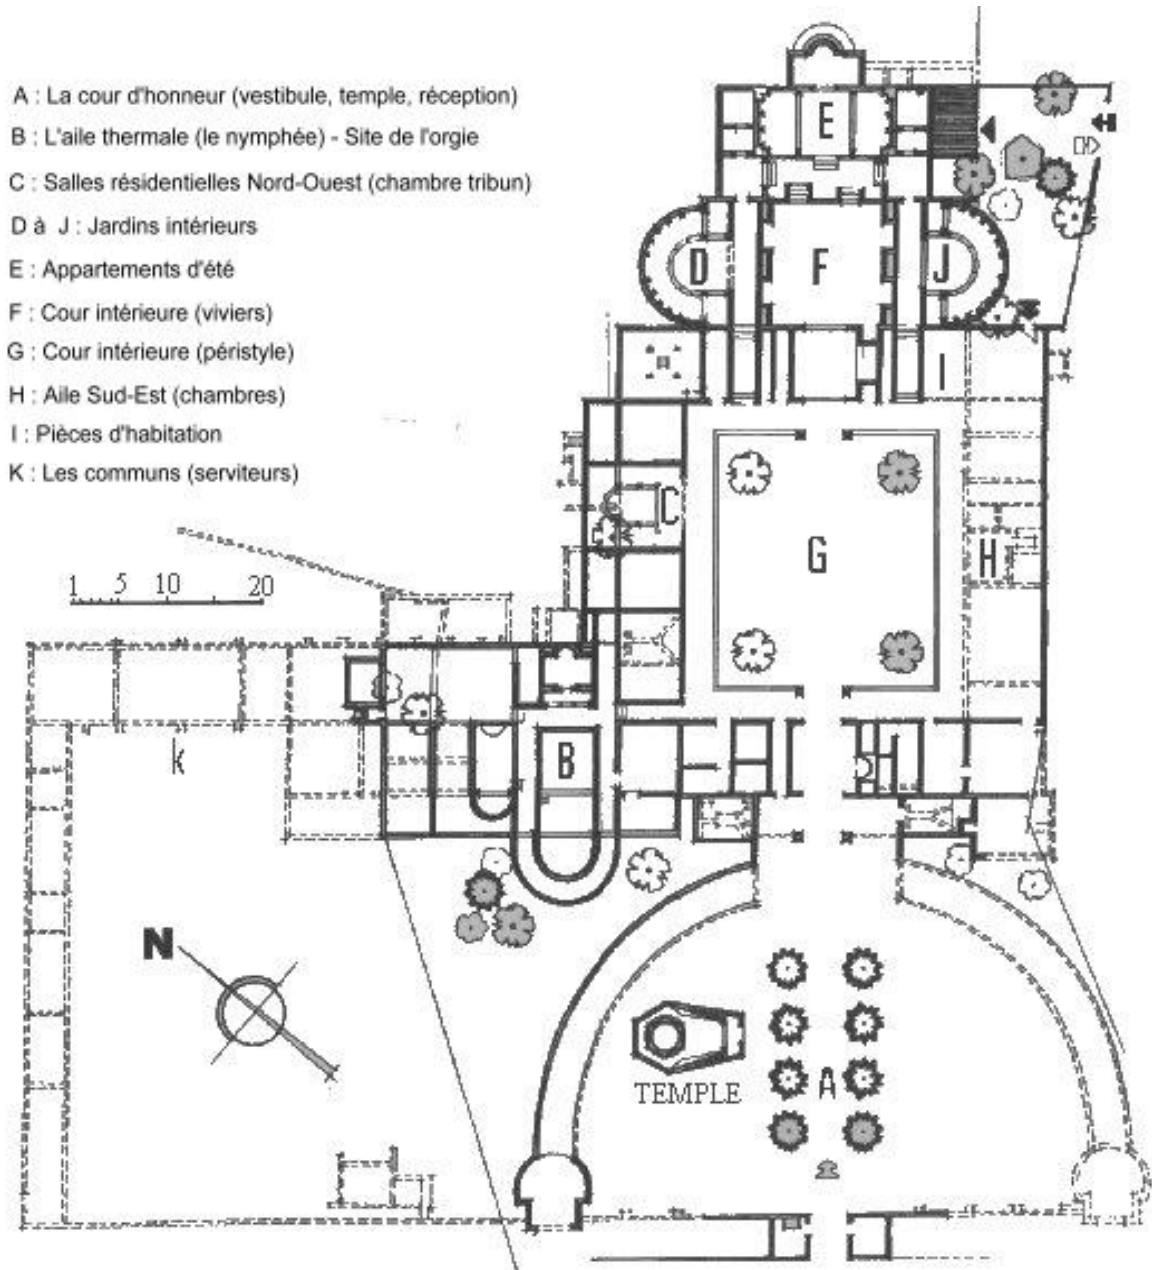 A : La cour d'honneur (vestibule, temple, réception)
B : L'aile thermale (le nymphée) - Site de l'orgie
C : Salles résidentielles Nord-Ouest (chambre tribun)
D à J : Jardins intérieurs
E : Appartements d'été
F : Cour intérieure (viviers)
G : Cour intérieure (péristyle)
H : Aile Sud-Est (chambres)
I : Pièces d'habitation
K : Les communs (serviteurs)
E
D F J
I
C
G H
1 5 10 20
k B
N
TEMPLE A